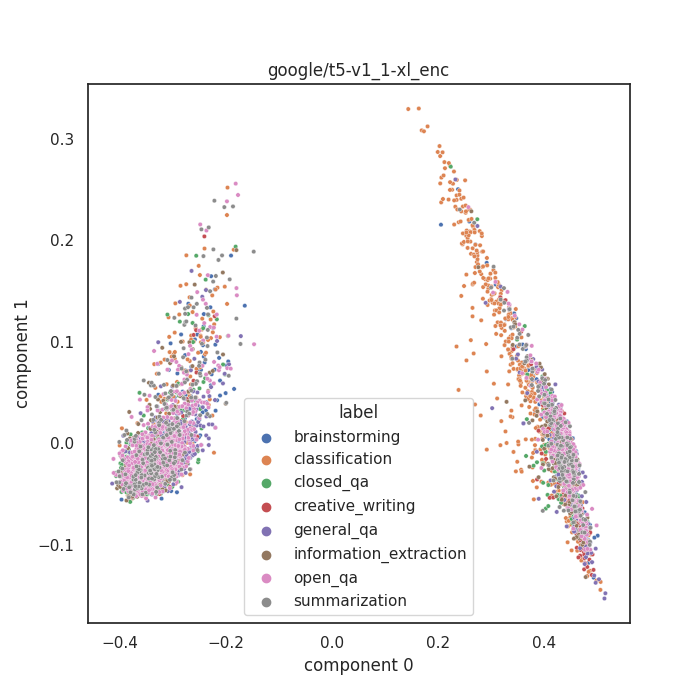 google/t5-v1_1-xl_enc
component 1
0.3
0.2
0.1
0.0
−0.1
label
brainstorming
classification
closed_qa
creative_writing
general_qa
information_extraction
open_qa
summarization
−0.4
−0.2
0.0
0.2
0.4
component 0